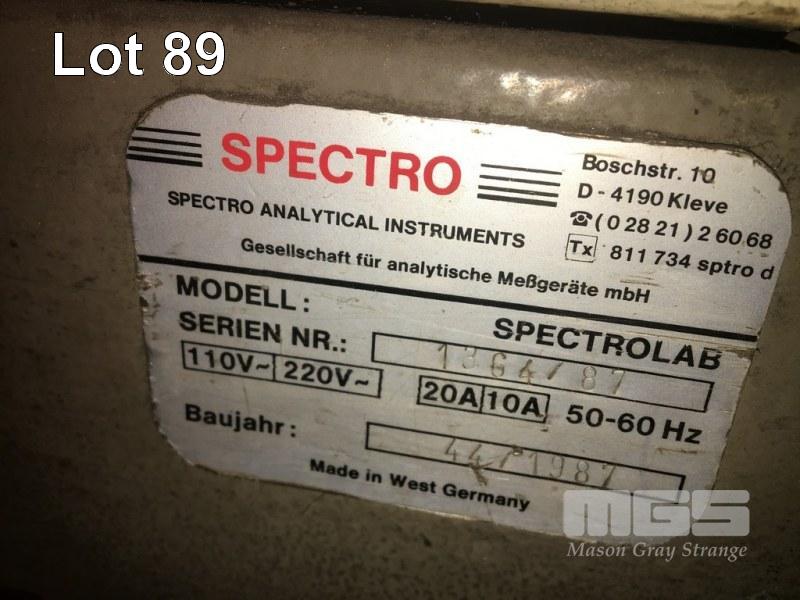 Lot 89
SPECTRO
SPECTRO ANALYTICAL INSTRUMENTS
Gesellschaft für analytische Meßgeräte mbH
Boschstr. 10
D - 4190 Kleve
☎ (0 28 21) 2 60 68
Tx 811 734 sptro d
MODELL: SPECTROLAB
SERIEN NR.: 1364/87
110V~ 220V~ 20A 10A 50-60 Hz
Baujahr: 44/1987
Made in West Germany
MGS
Mason Gray Strange